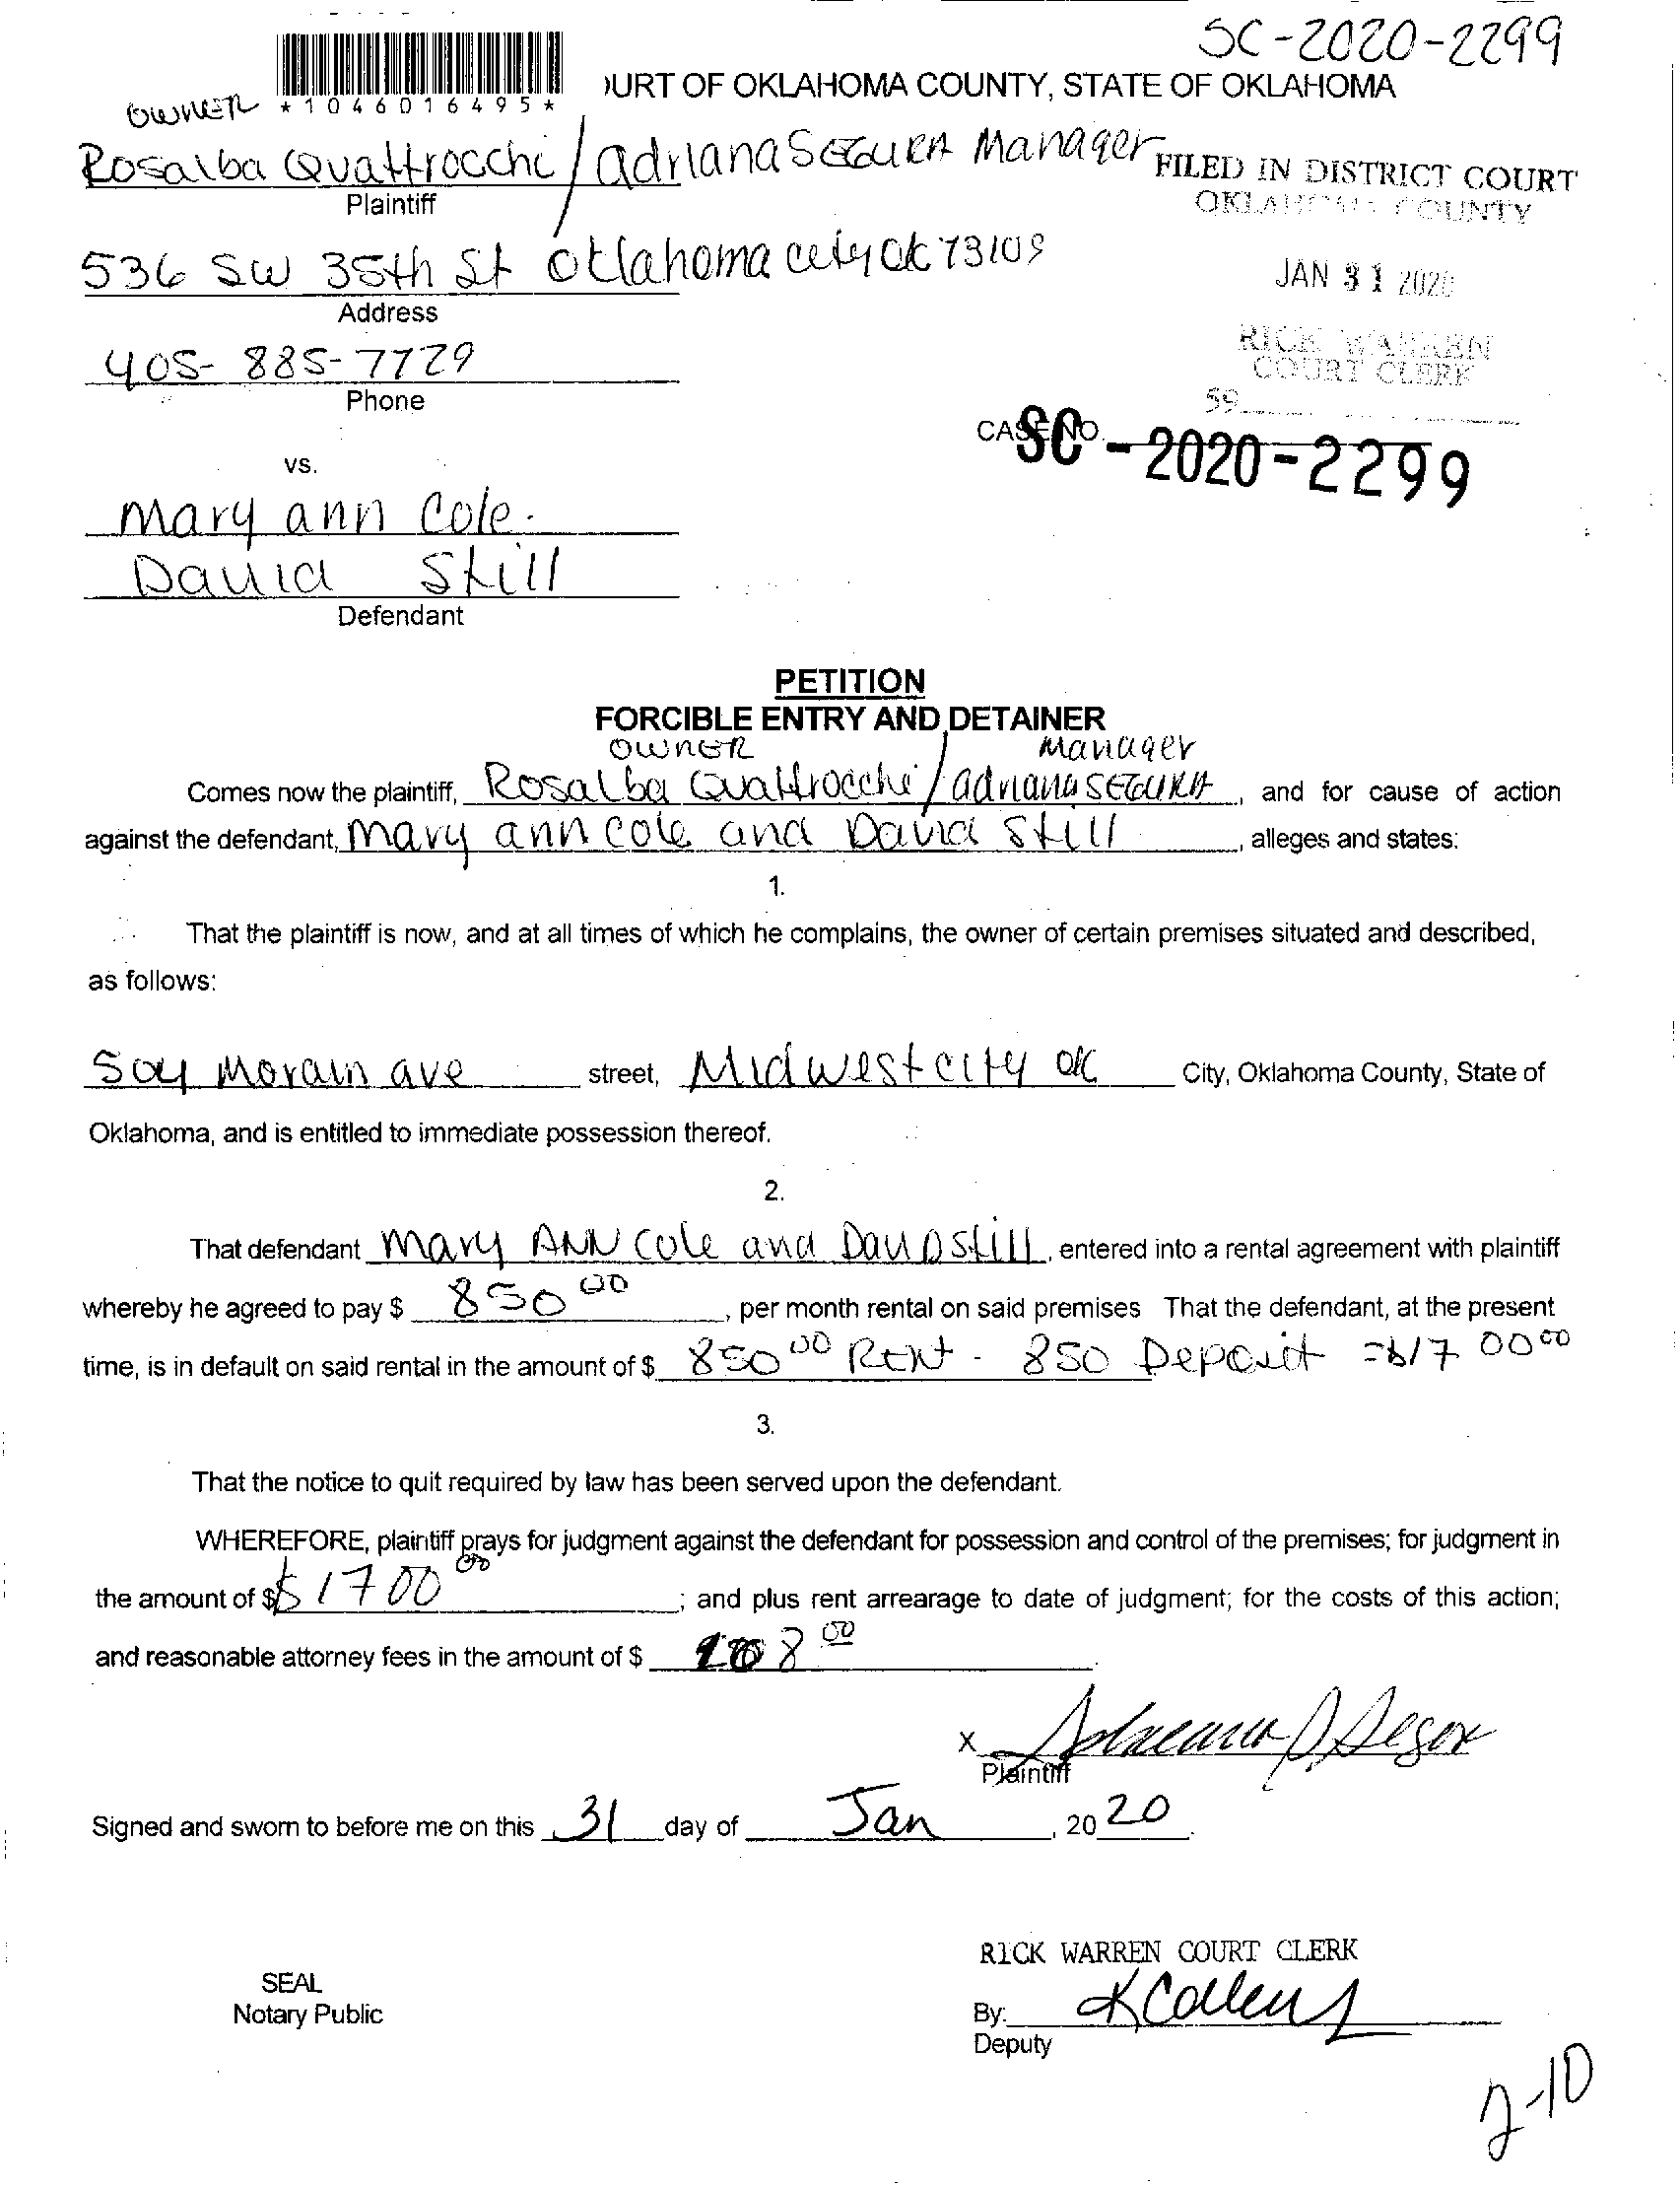 SC-2020-2299
*1046016495*
)URT OF OKLAHOMA COUNTY, STATE OF OKLAHOMA
OWNER
Rosalba Quattrocchi / adriana SEGURA Manager
Plaintiff
FILED IN DISTRICT COURT
OKLAHOMA COUNTY
536 SW 35th St Oklahoma city ok 73109
Address
JAN 31 2020
405-885-7729
Phone
RICK WARREN
COURT CLERK
59
CASE NO.
SC-2020-2299
vs.
Mary ann Cole.
David Still
Defendant
PETITION
FORCIBLE ENTRY AND DETAINER
OWNER Manager
Comes now the plaintiff, Rosalba Quattrocchi / adriana SEGURA, and for cause of action
against the defendant, Mary ann cole and David Still, alleges and states:
1.
That the plaintiff is now, and at all times of which he complains, the owner of certain premises situated and described,
as follows:
Morain ave street, Midwest city ok City, Oklahoma County, State of
Oklahoma, and is entitled to immediate possession thereof.
2.
That defendant Mary ANN Cole and David Still, entered into a rental agreement with plaintiff
whereby he agreed to pay $ 850 00, per month rental on said premises That the defendant, at the present
time, is in default on said rental in the amount of $ 850 00 Rent - 850 Deposit = $1700 00
3.
That the notice to quit required by law has been served upon the defendant.
WHEREFORE, plaintiff prays for judgment against the defendant for possession and control of the premises; for judgment in
the amount of $ $1700 00; and plus rent arrearage to date of judgment; for the costs of this action;
and reasonable attorney fees in the amount of $ 8 00
X
Plaintiff
Signed and sworn to before me on this 31 day of Jan, 20 20.
RICK WARREN COURT CLERK
SEAL
Notary Public
By:
Deputy
2-10